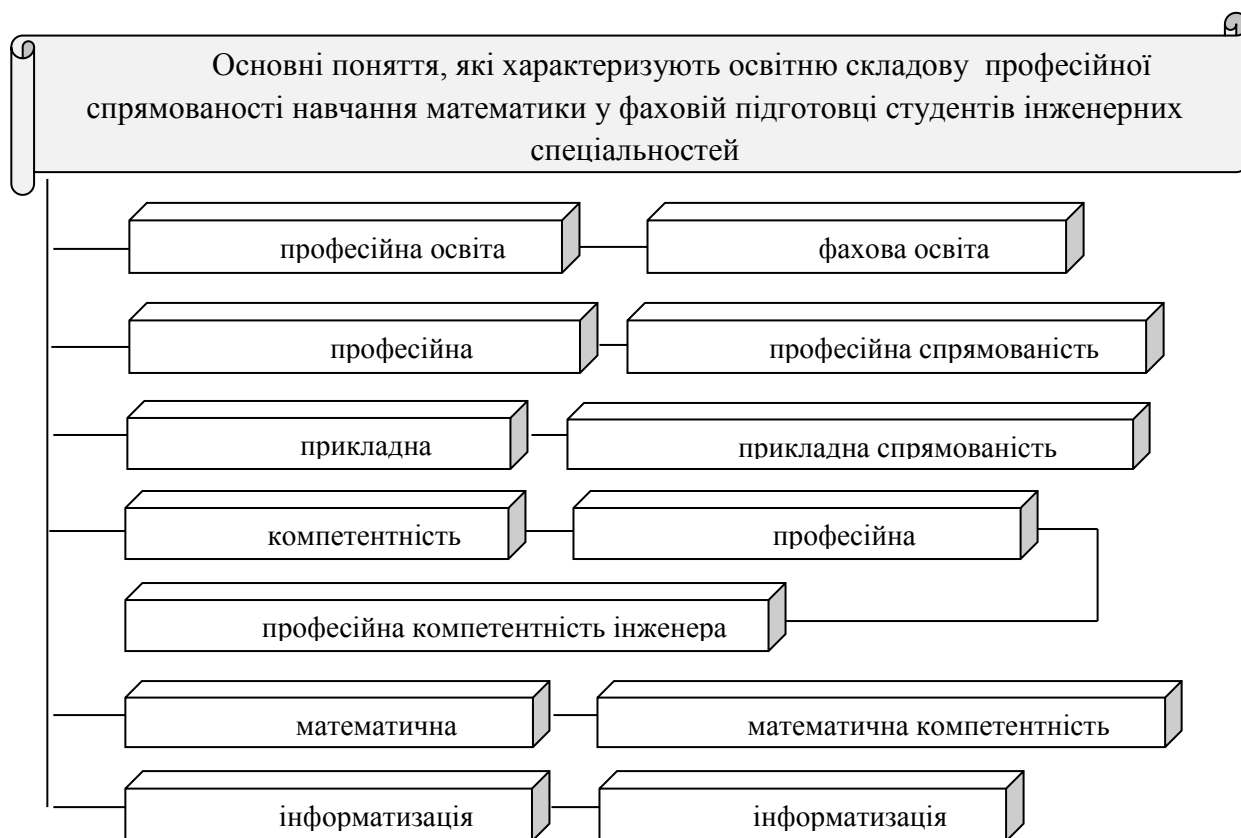 Основні поняття, які характеризують освітню складову професійної
спрямованості навчання математики у фаховій підготовці студентів інженерних
спеціальностей
професійна освіта
фахова освіта
професійна
професійна спрямованість
прикладна
прикладна спрямованість
компетентність
професійна
професійна компетентність інженера
математична
математична компетентність
інформатизація
інформатизація